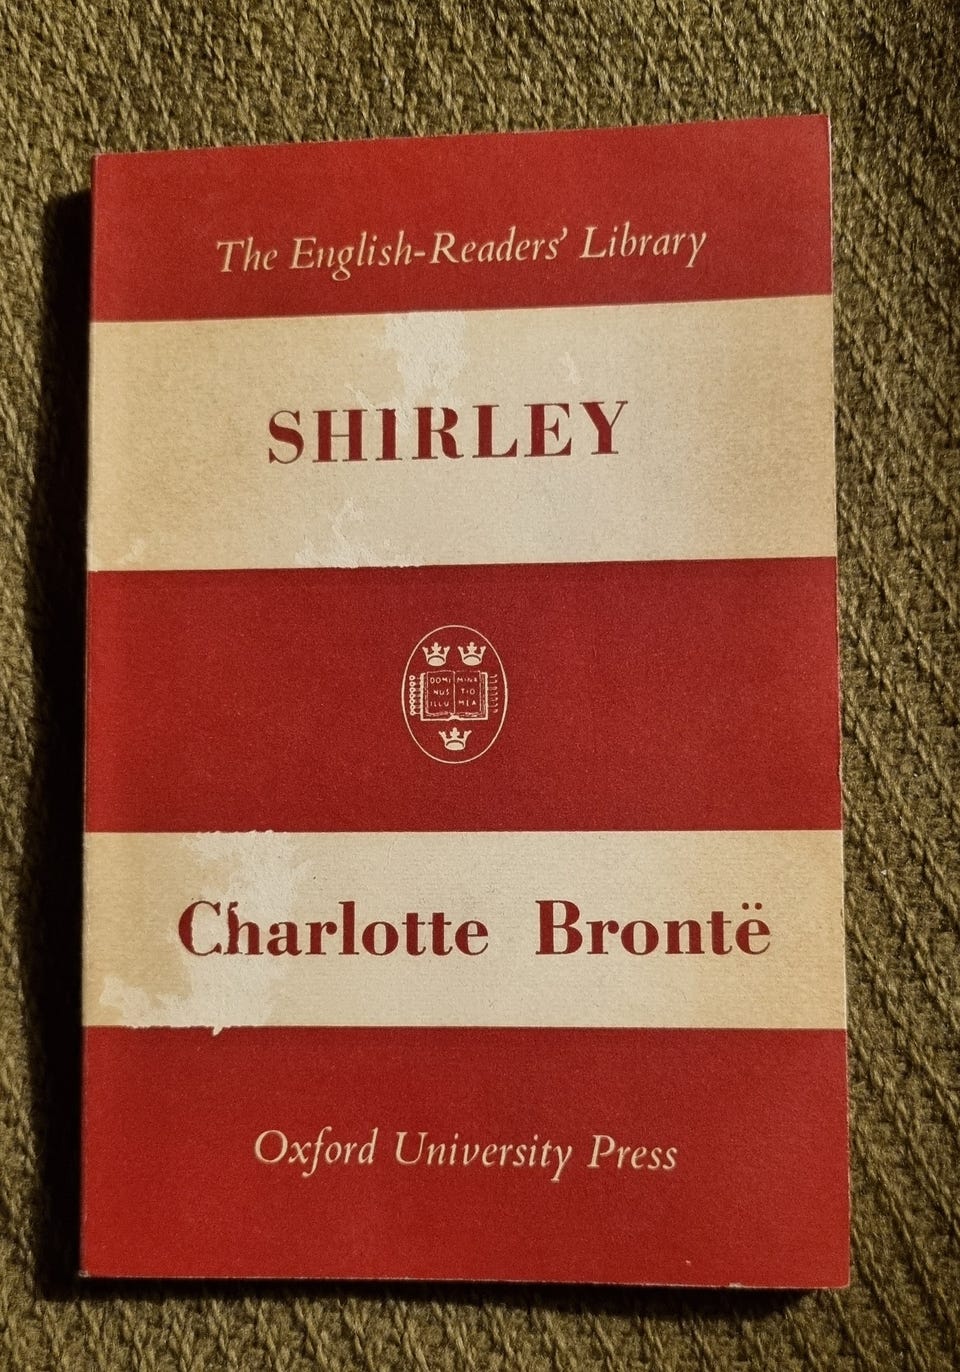 The English-Readers' Library
SHIRLEY
DOMI MINA
NUS TIO
ILLU MEA
Charlotte Brontë
Oxford University Press